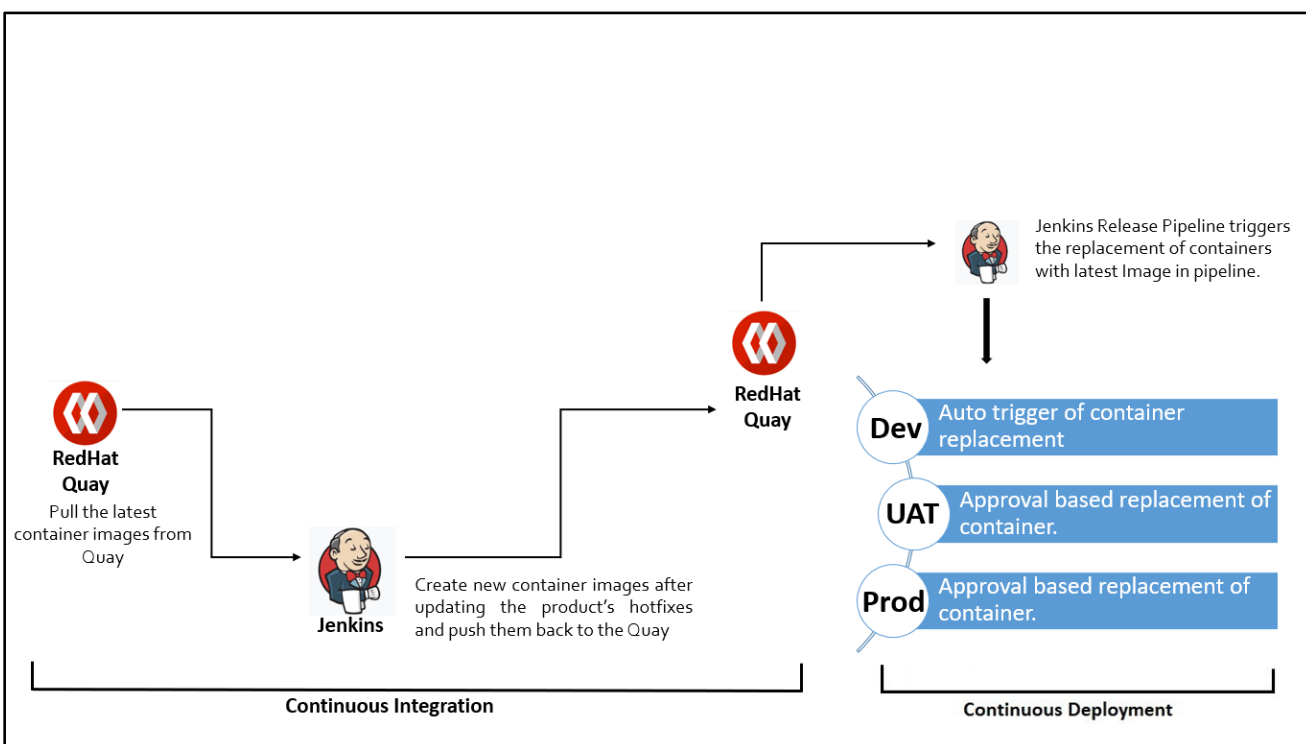 RedHat
Quay
Pull the latest
container images from
Quay
Jenkins
Create new container images after
updating the product's hotfixes
and push them back to the Quay
RedHat
Quay
Jenkins Release Pipeline triggers
the replacement of containers
with latest Image in pipeline.
Dev
Auto trigger of container
replacement
UAT
Approval based replacement of
container.
Prod
Approval based replacement of
container.
Continuous Integration
Continuous Deployment